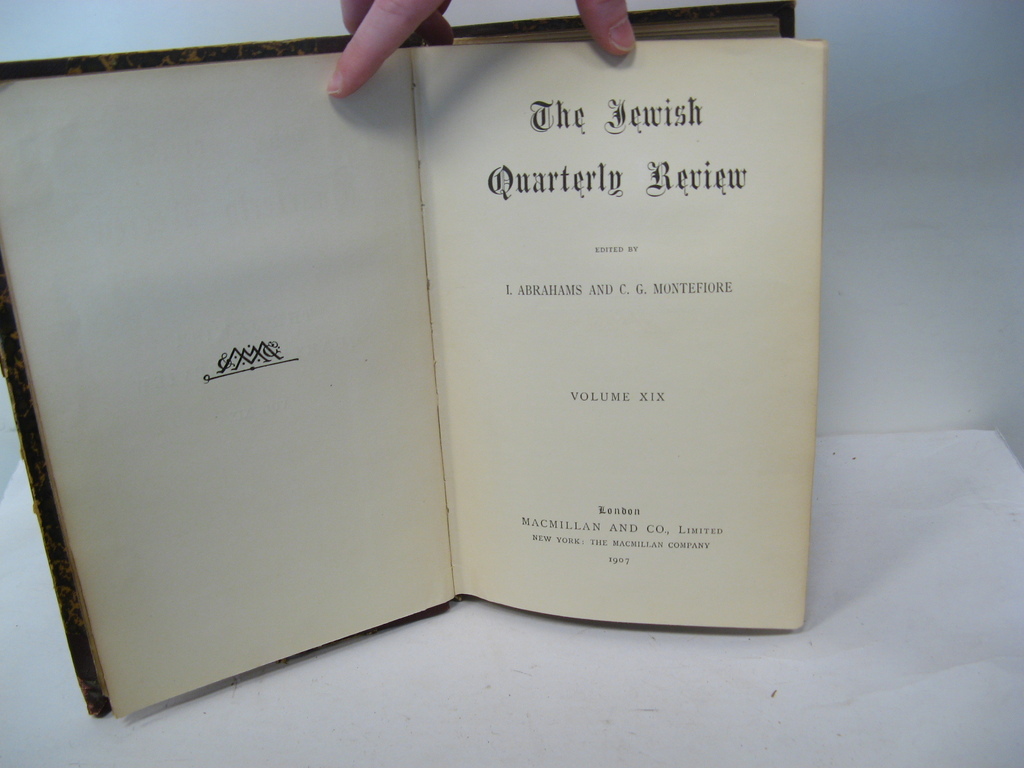 The Jewish
Quarterly Review
EDITED BY
I. ABRAHAMS AND C. G. MONTEFIORE
VOLUME XIX
London
MACMILLAN AND CO., LIMITED
NEW YORK: THE MACMILLAN COMPANY
1907